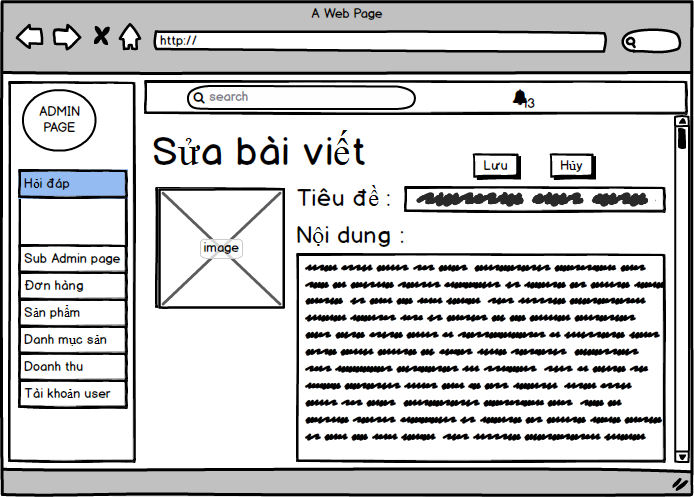 A Web Page
http://
ADMIN
PAGE
search
13
Hỏi đáp
Sub Admin page
Đơn hàng
Sản phẩm
Danh mục sản
Doanh thu
Tài khoản user
Sửa bài viết
Lưu
Hủy
image
Tiêu đề :
Nội dung :